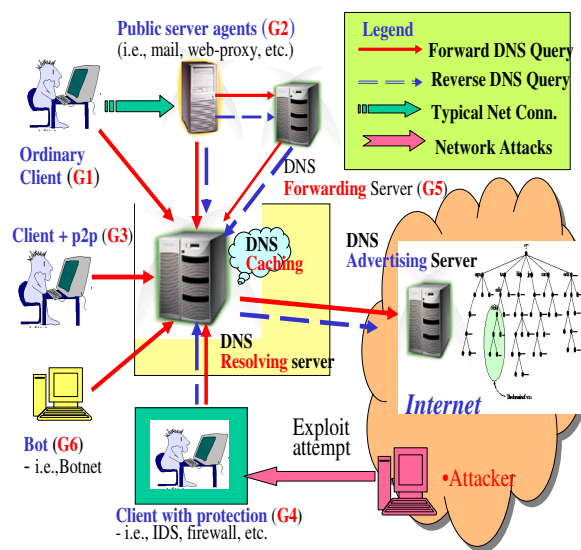 Public server agents (G2)
(i.e., mail, web-proxy, etc.)
Legend
Forward DNS Query
Reverse DNS Query
Typical Net Conn.
Network Attacks
Ordinary
Client (G1)
DNS
Forwarding Server (G5)
Client + p2p (G3)
DNS
Caching
DNS
Advertising Server
DNS
Resolving server
Internet
Bot (G6)
- i.e.,Botnet
Exploit
attempt
•Attacker
Client with protection (G4)
- i.e., IDS, firewall, etc.